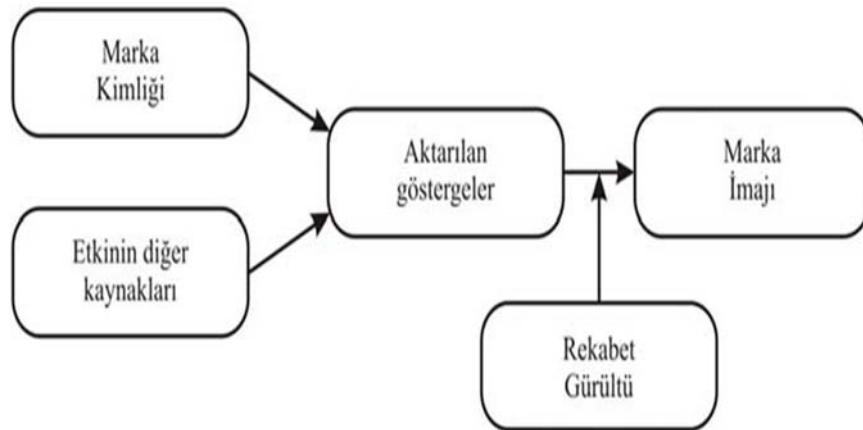 Marka
Kimliği
Etkinin diğer
kaynakları
Aktarılan
göstergeler
Marka
İmajı
Rekabet
Gürültü